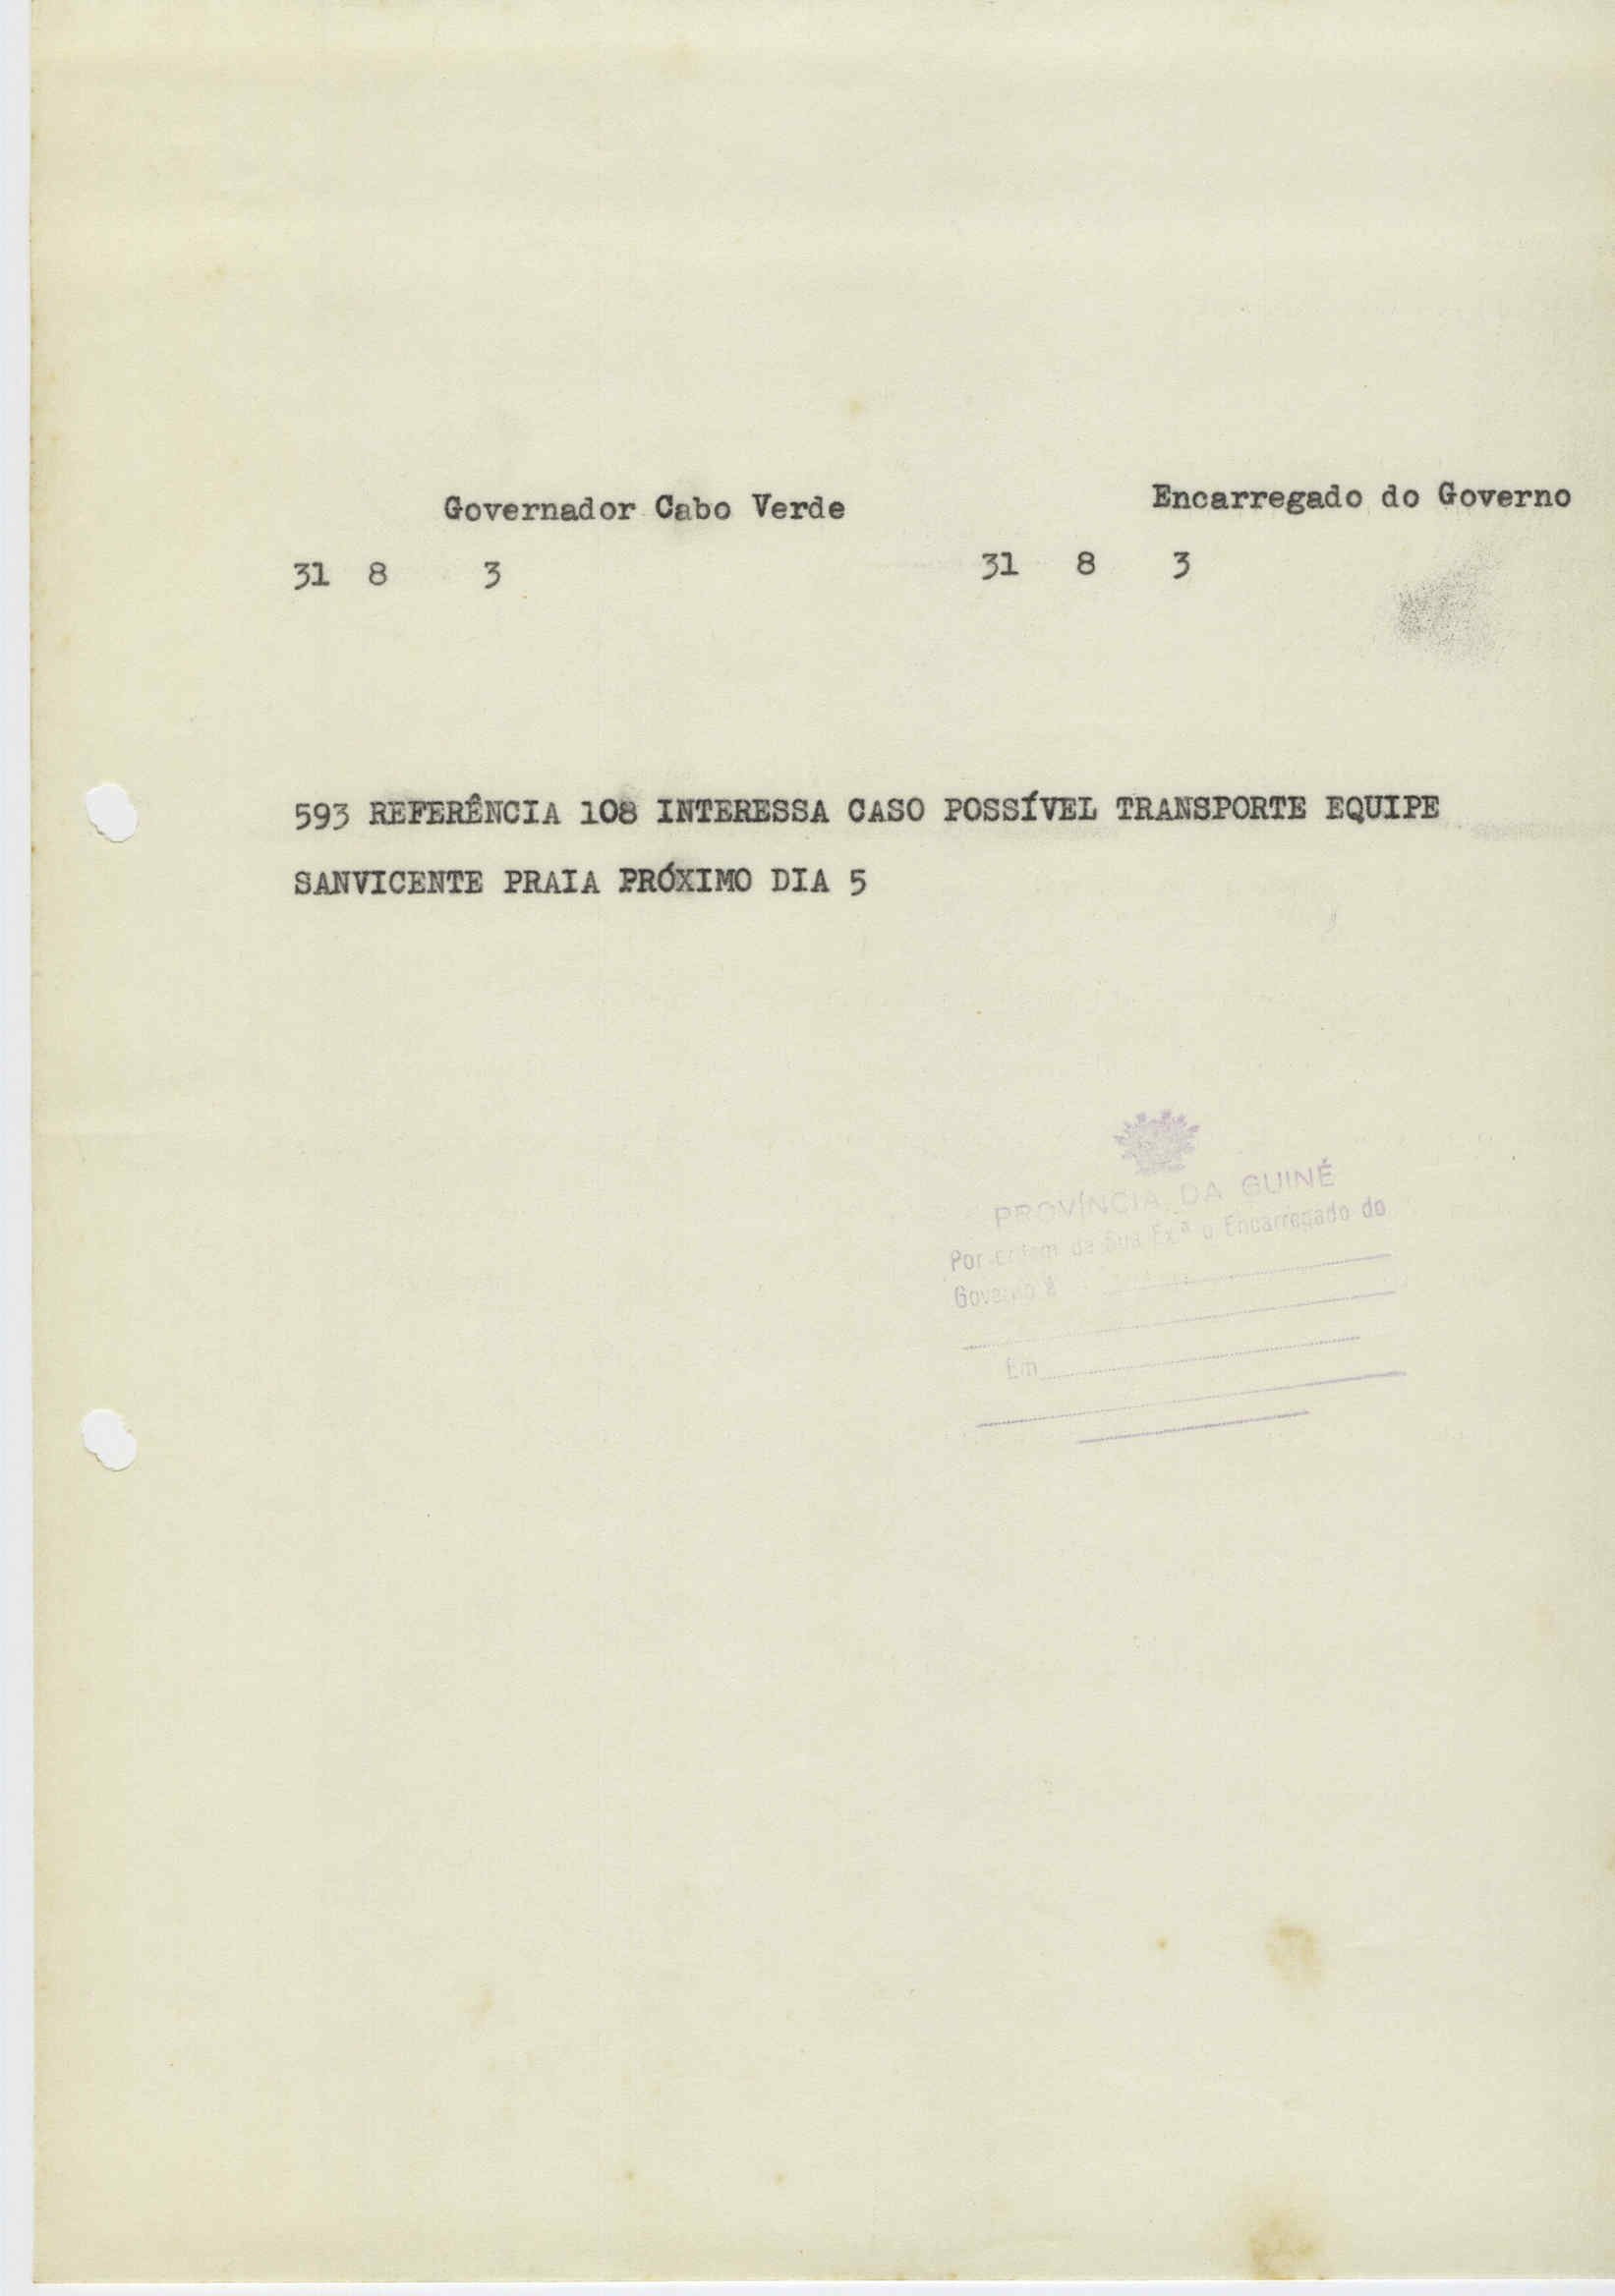 Governador Cabo Verde Encarregado do Governo
31 8 3 31 8 3
593 REFERÊNCIA 108 INTERESSA CASO POSSÍVEL TRANSPORTE EQUIPE
SANVICENTE PRAIA PRÓXIMO DIA 5
PROVÍNCIA DA GUINÉ
Por ordem de Sua Ex.ª o Encarregado do
Governo à
Em